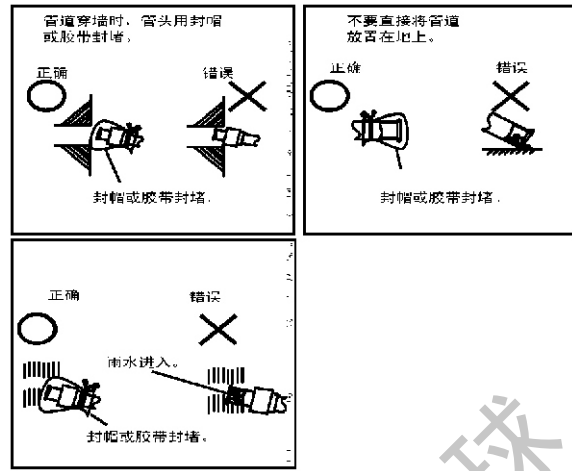 管道穿墙时，管头用封帽
或胶带封堵，
正确
错误
封帽或胶带封堵.
不要直接将管道
放置在地上。
正确
错误
封帽或胶带封堵.
正确
错误
雨水进入。
封帽或胶带封堵。
球